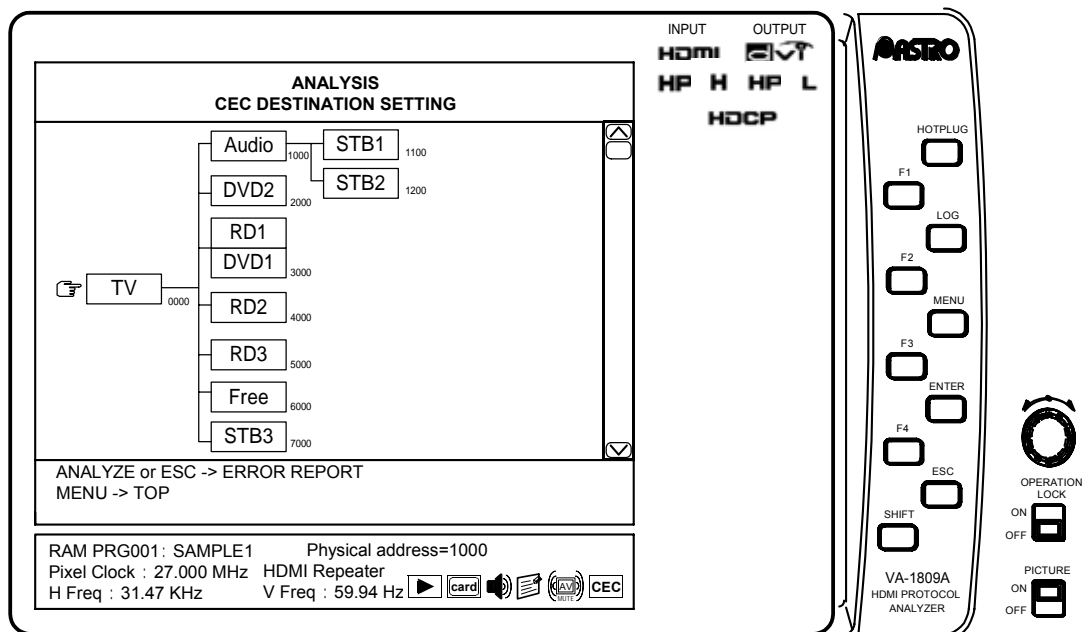 INPUT OUTPUT
HDMI DVI
HP H HP L
HDCP
ANALYSIS
CEC DESTINATION SETTING
Audio 1000 STB1 1100
STB2 1200
DVD2 2000
RD1
DVD1 3000
TV 0000
RD2 4000
RD3 5000
Free 6000
STB3 7000
ANALYZE or ESC -> ERROR REPORT
MENU -> TOP
RAM PRG001: SAMPLE1 Physical address=1000
Pixel Clock : 27.000 MHz HDMI Repeater
H Freq : 31.47 KHz V Freq : 59.94 Hz card AV MUTE CEC
ASTRO
HOTPLUG
F1
LOG
F2
MENU
F3
ENTER
F4
ESC
SHIFT
VA-1809A
HDMI PROTOCOL
ANALYZER
OPERATION
LOCK
ON
OFF
PICTURE
ON
OFF